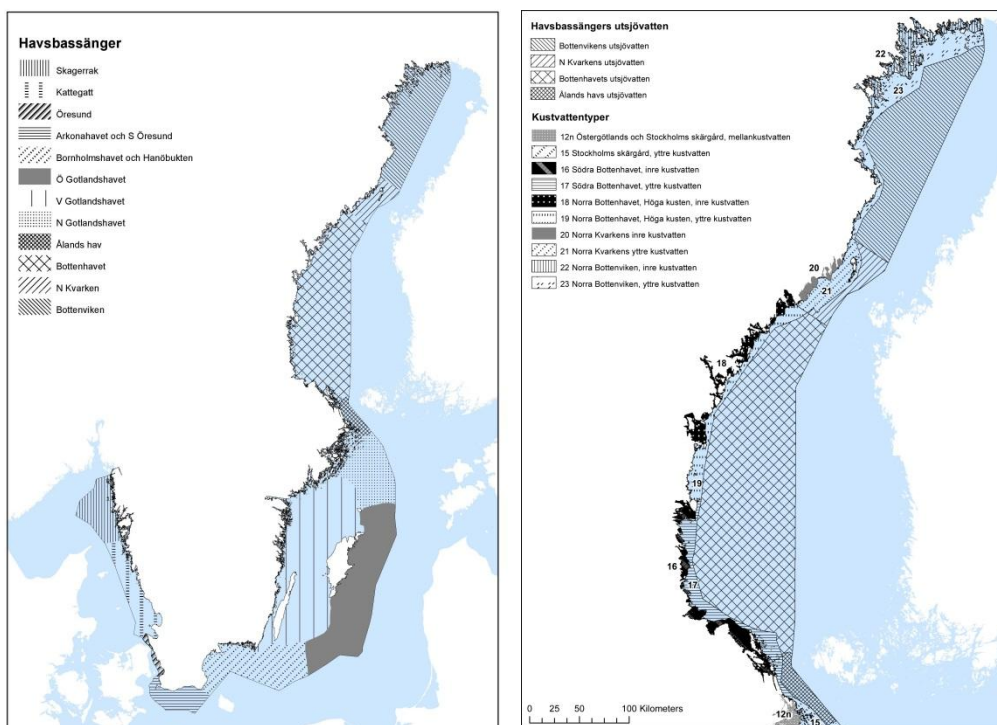 Havsbassänger
Skagerrak
Kattegatt
Öresund
Arkonahavet och S Öresund
Bornholmshavet och Hanöbukten
Ö Gotlandshavet
V Gotlandshavet
N Gotlandshavet
Ålands hav
Bottenhavet
N Kvarken
Bottenviken
Havsbassängers utsjövatten
Bottenvikens utsjövatten
N Kvarkens utsjövatten
Bottenhavets utsjövatten
Ålands havs utsjövatten
Kustvattentyper
12n Östergötlands och Stockholms skärgård, mellankustvatten
15 Stockholms skärgård, yttre kustvatten
16 Södra Bottenhavet, inre kustvatten
17 Södra Bottenhavet, yttre kustvatten
18 Norra Bottenhavet, Höga kusten, inre kustvatten
19 Norra Bottenhavet, Höga kusten, yttre kustvatten
20 Norra Kvarkens inre kustvatten
21 Norra Kvarkens yttre kustvatten
22 Norra Bottenviken, inre kustvatten
23 Norra Bottenviken, yttre kustvatten
22
23
20
21
18
19
16
17
12n
15
0 25 50 100 Kilometers